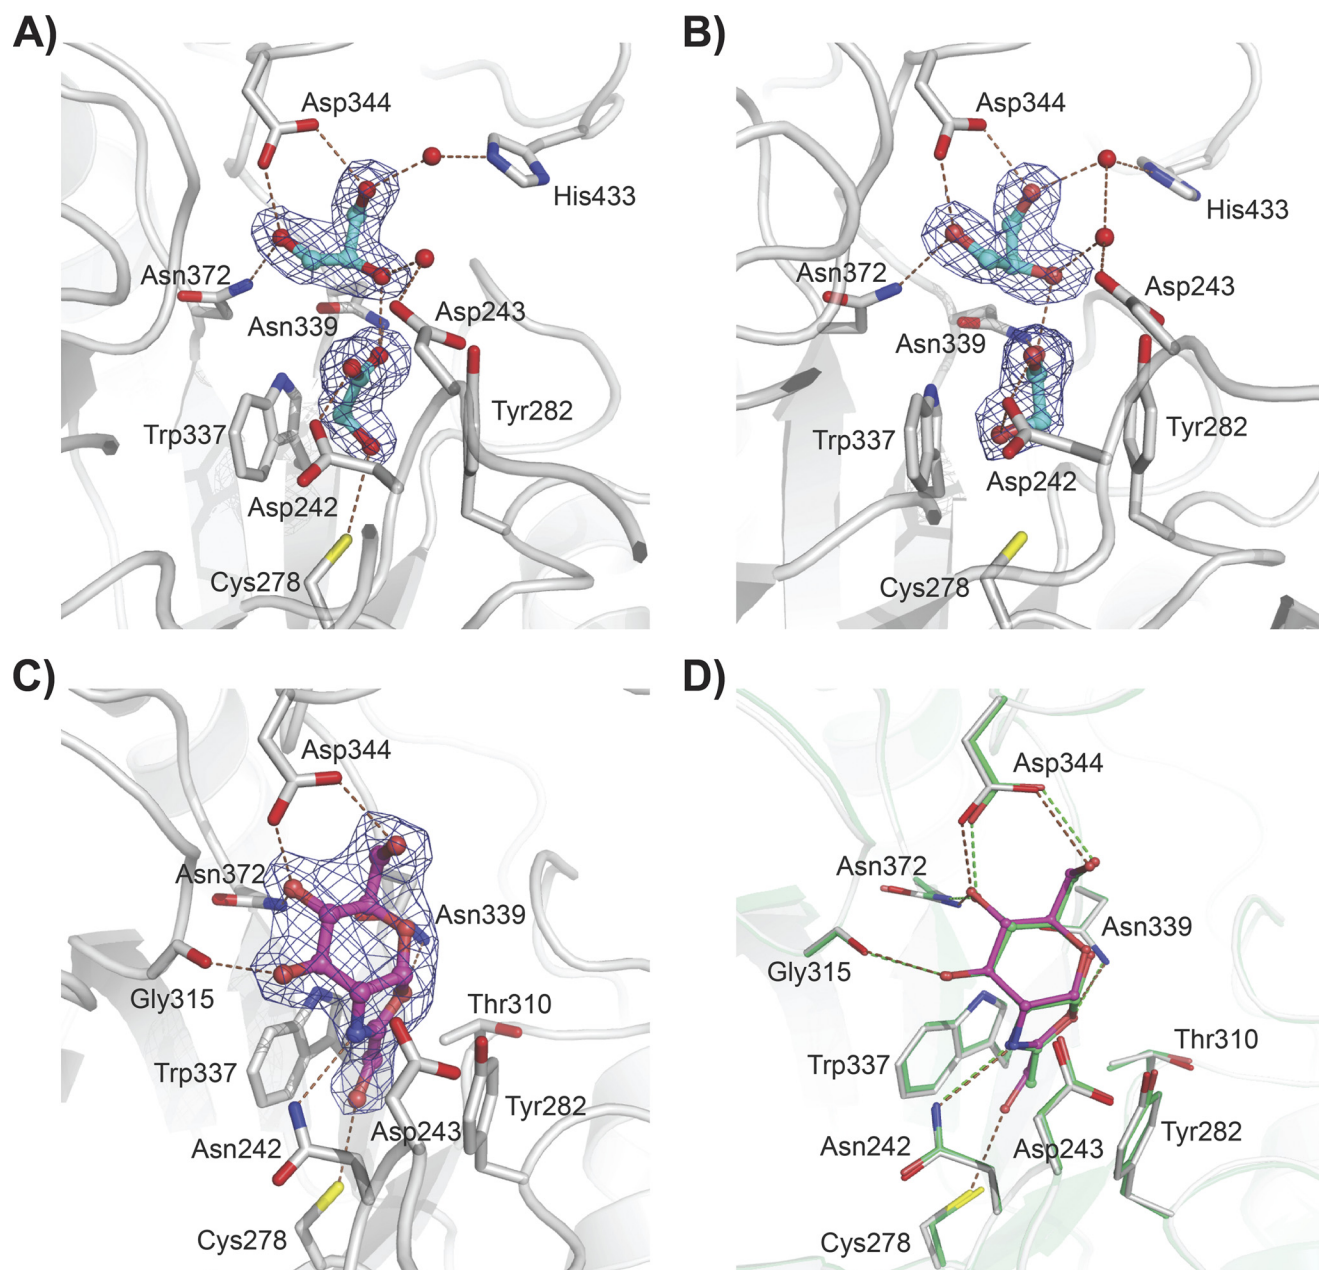 A)
Asp344
His433
Asn372
Asn339
Asp243
Trp337
Tyr282
Asp242
Cys278
B)
Asp344
His433
Asn372
Asp243
Asn339
Trp337
Tyr282
Asp242
Cys278
C)
Asp344
Asn372
Asn339
Gly315
Thr310
Trp337
Tyr282
Asp243
Asn242
Cys278
D)
Asp344
Asn372
Asn339
Gly315
Thr310
Trp337
Tyr282
Asn242
Asp243
Cys278